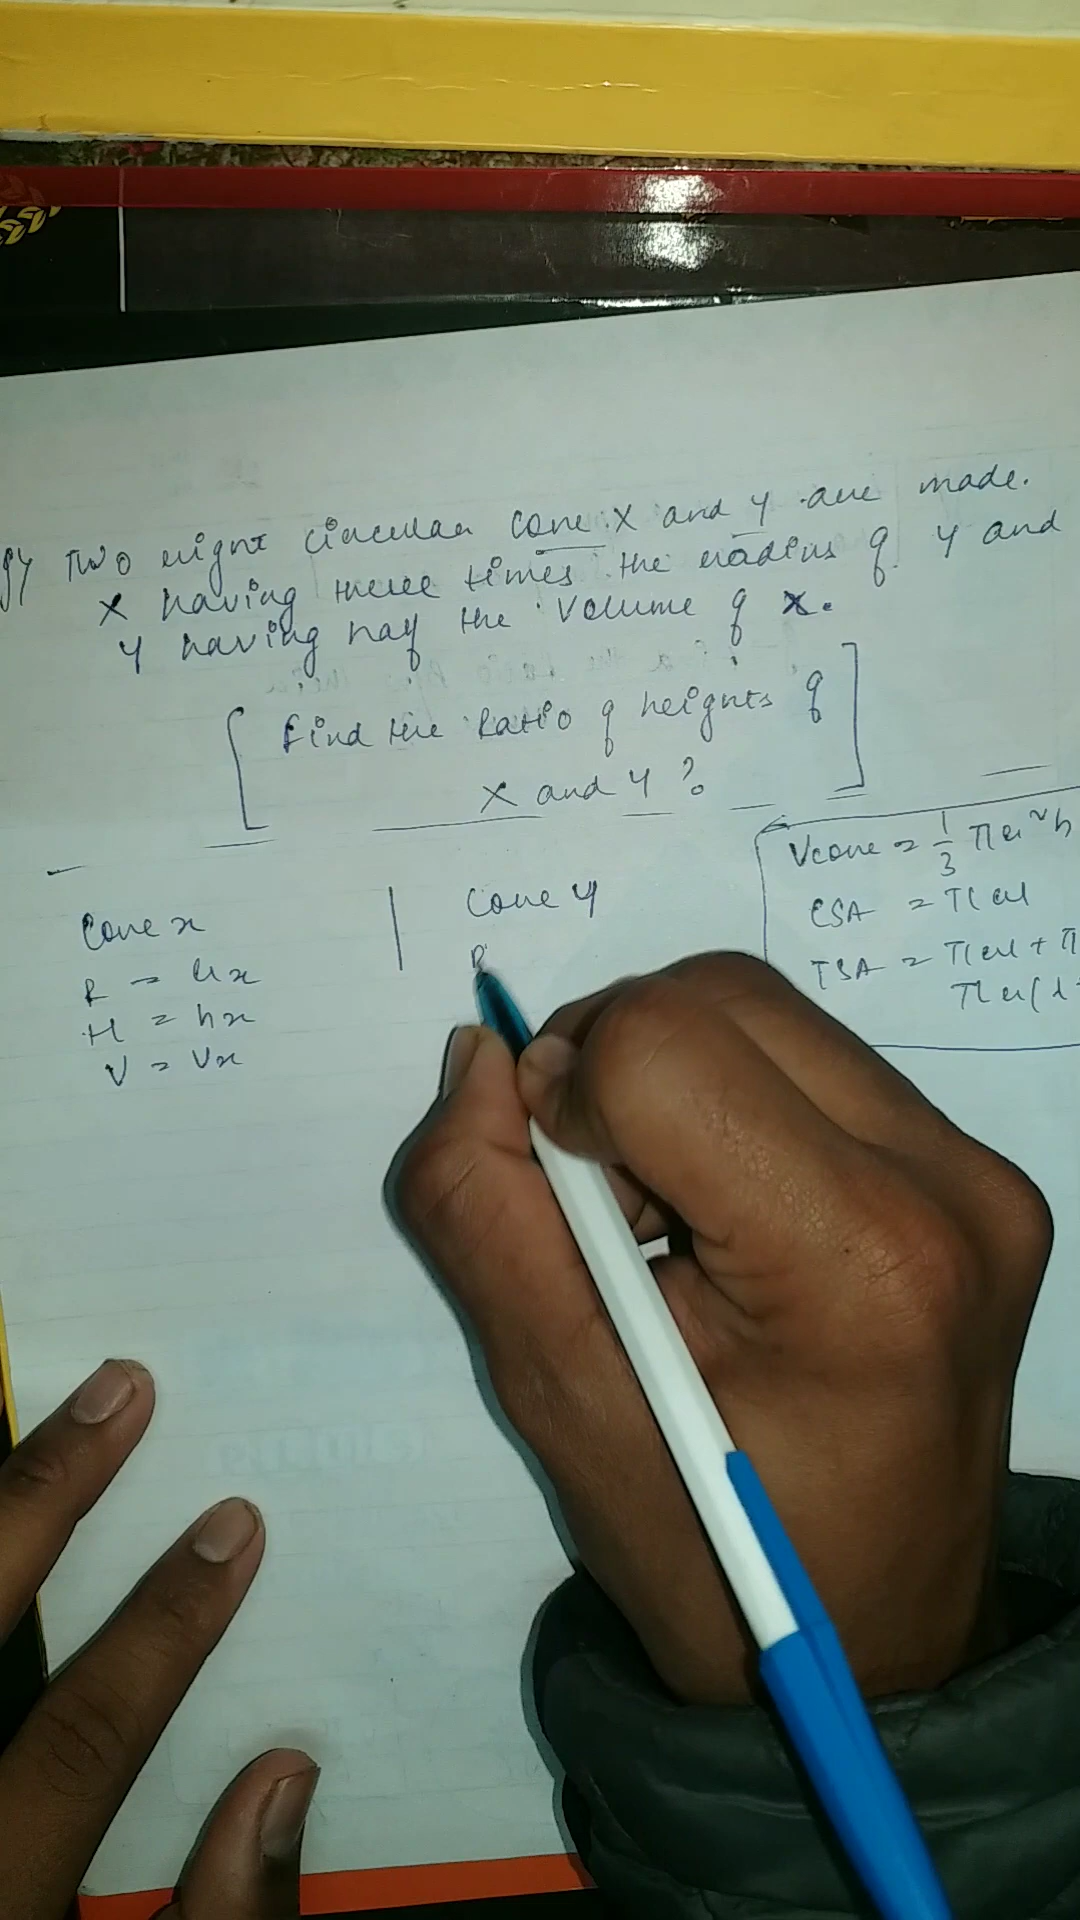 Two right circular cone X and Y are made.
X having three times the radius of Y and
Y having half the volume of X.
find the Ratio of heights of
X and Y ?
Vcone = 1/3 πr²h
CSA = πrl
TSA = πrl + π
πr(l+
Cone x
R = rx
H = hx
V = Vx
Cone y
R